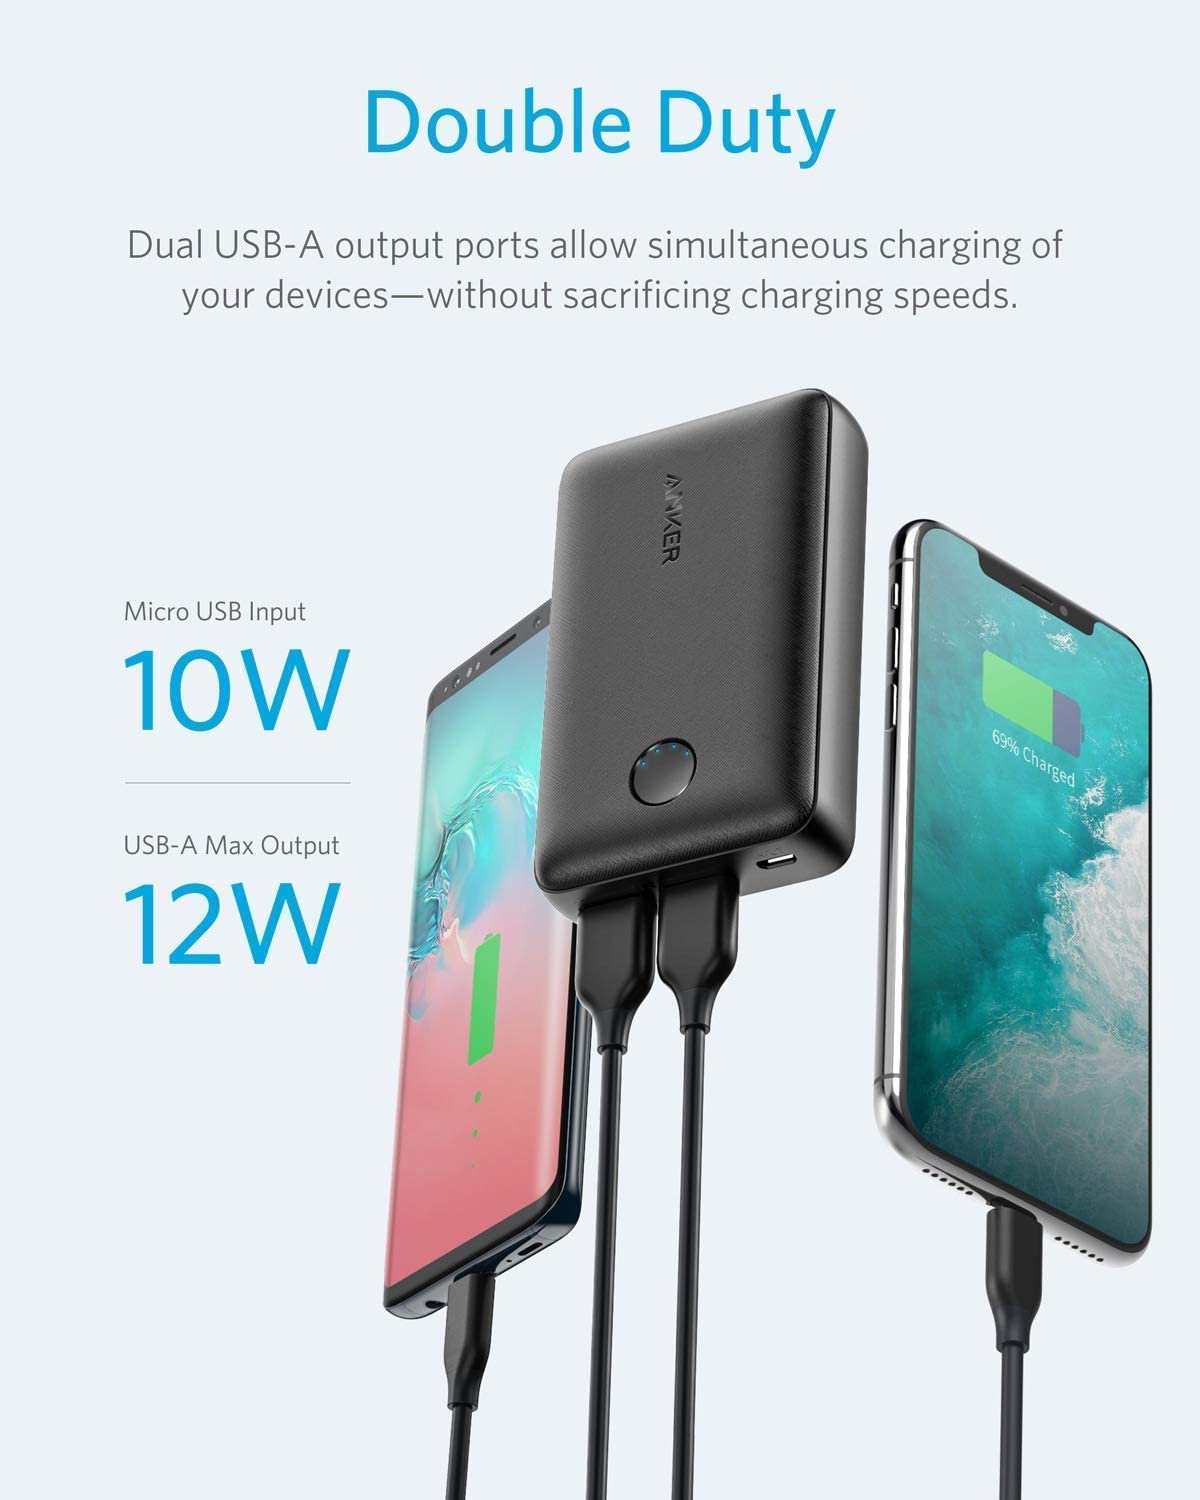 Double Duty
Dual USB-A output ports allow simultaneous charging of
your devices—without sacrificing charging speeds.
ANKER
Micro USB Input
10W
69% Charged
USB-A Max Output
12W